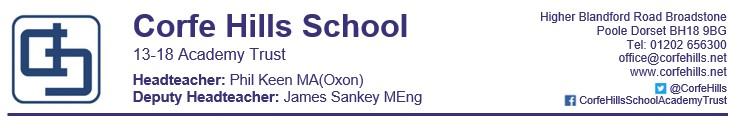 Corfe Hills School
13-18 Academy Trust
Headteacher: Phil Keen MA(Oxon)
Deputy Headteacher: James Sankey MEng
Higher Blandford Road Broadstone
Poole Dorset BH18 9BG
Tel: 01202 656300
office@corfehills.net
www.corfehills.net
@CorfeHills
CorfeHillsSchoolAcademyTrust